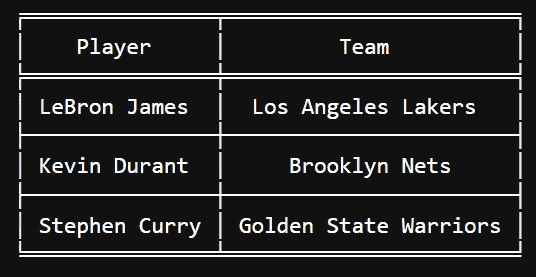 Player Team
LeBron James Los Angeles Lakers
Kevin Durant Brooklyn Nets
Stephen Curry Golden State Warriors